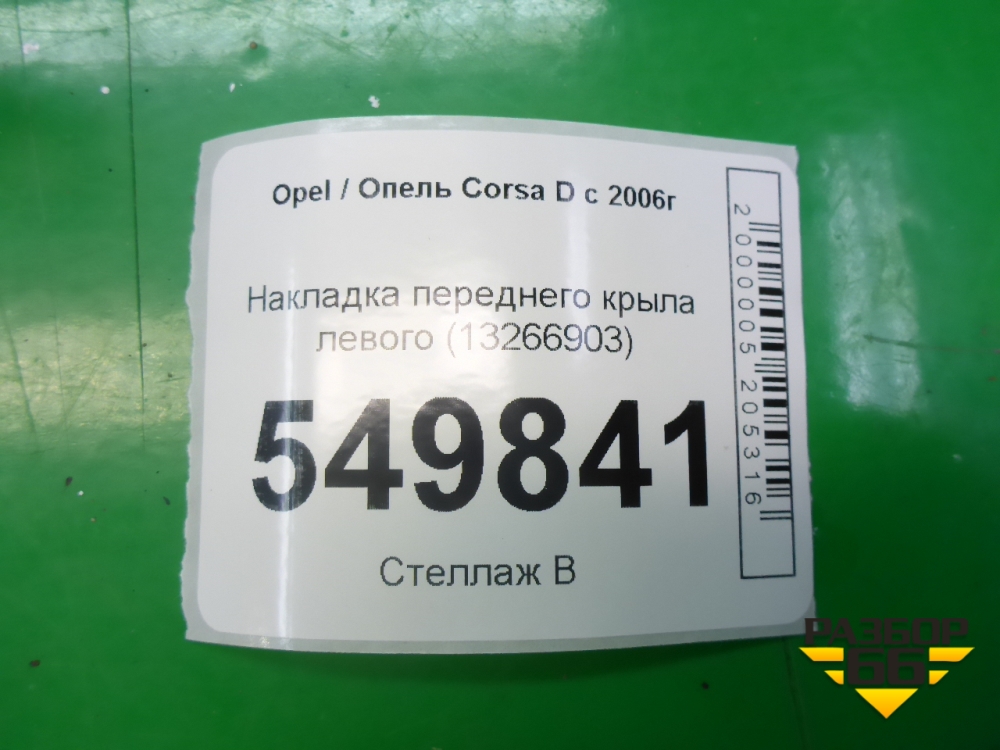 Opel / Опель Corsa D с 2006г
Накладка переднего крыла
левого (13266903)
549841
Стеллаж В
2000005205316
РАЗБОР
66